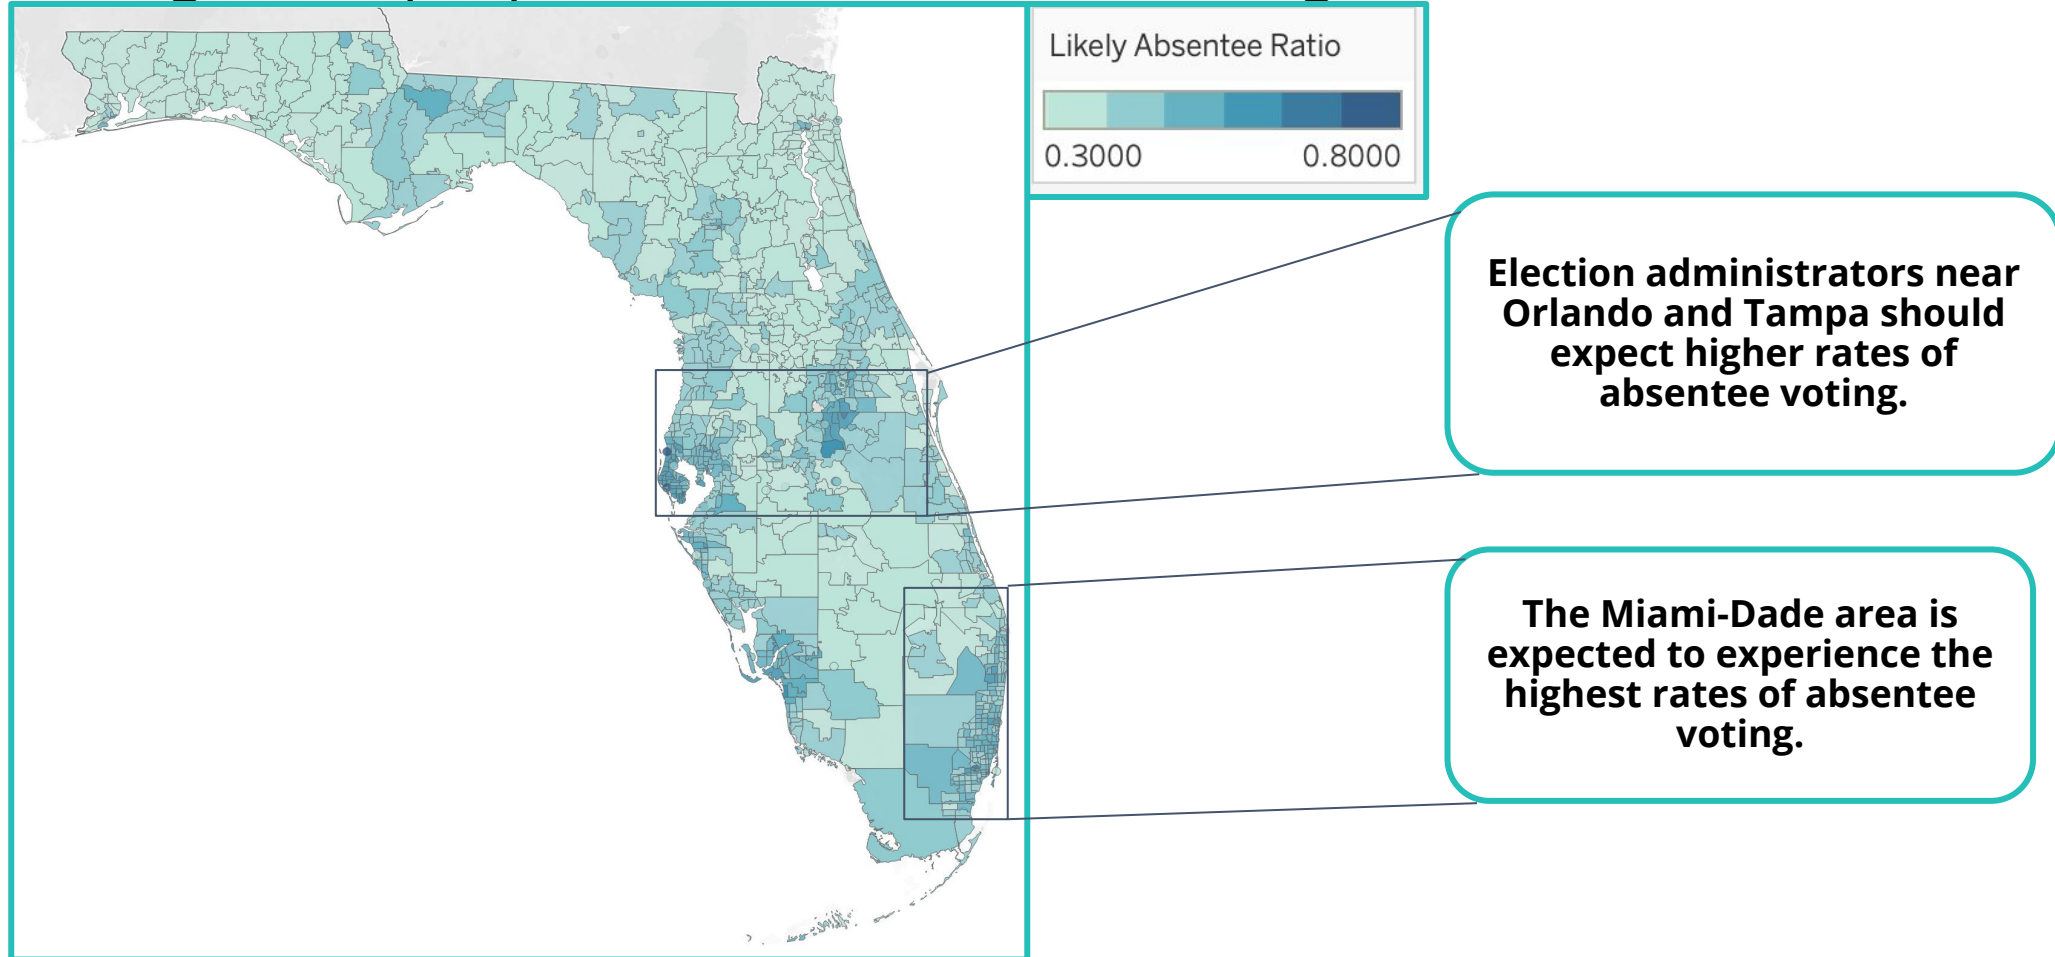 Likely Absentee Ratio
0.3000 0.8000
Election administrators near
Orlando and Tampa should
expect higher rates of
absentee voting.
The Miami-Dade area is
expected to experience the
highest rates of absentee
voting.